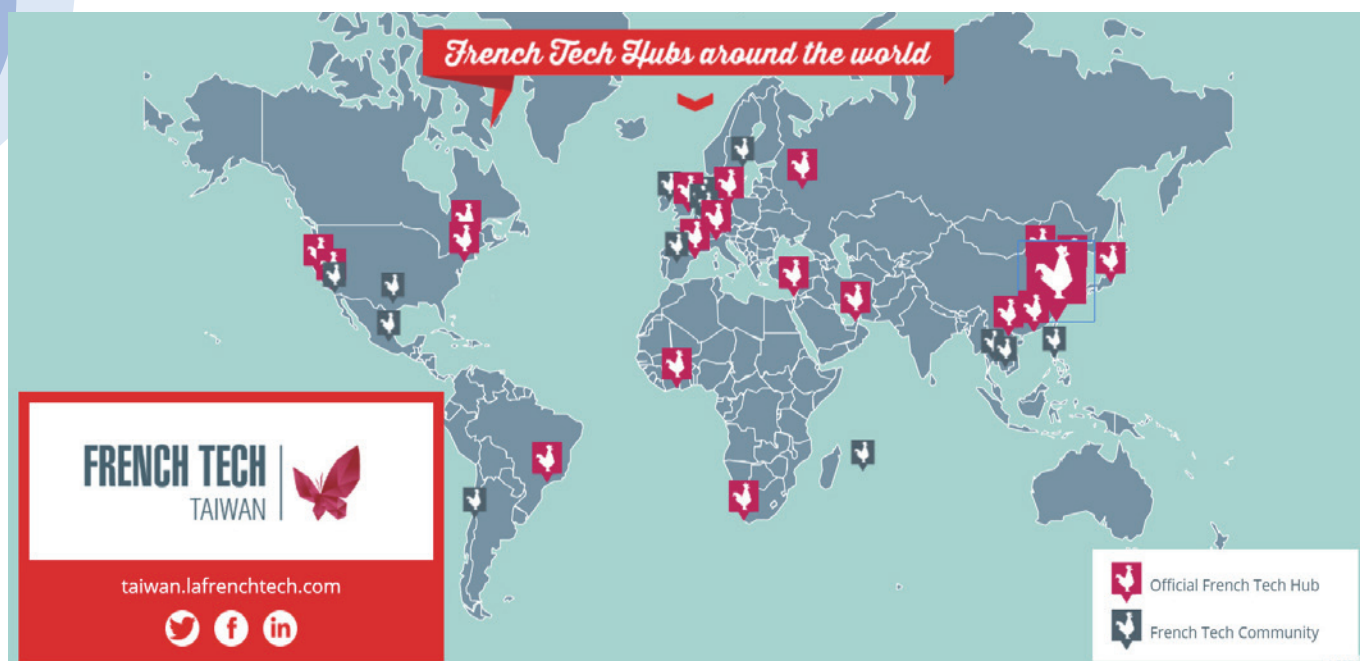 French Tech Hubs around the world
FRENCH TECH
TAIWAN
taiwan.lafrenchtech.com
Official French Tech Hub
French Tech Community